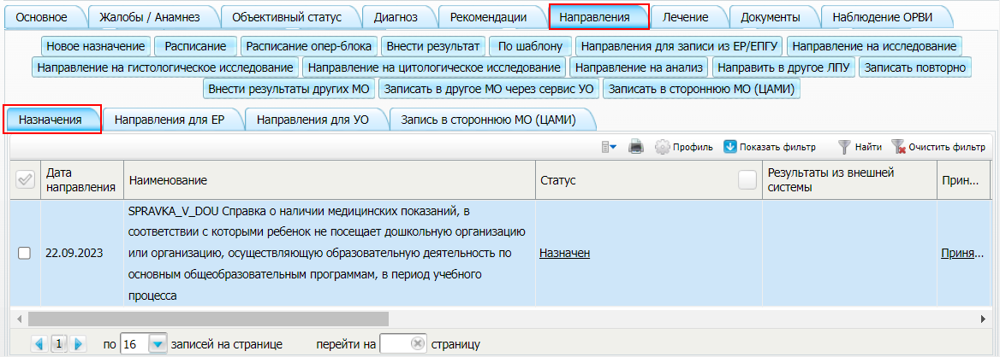 Основное Жалобы / Анамнез Объективный статус Диагноз Рекомендации Направления Лечение Документы Наблюдение ОРВИ
Новое назначение Расписание Расписание опер-блока Внести результат По шаблону Направления для записи из ЕР/ЕПГУ Направление на исследование
Направление на гистологическое исследование Направление на цитологическое исследование Направление на анализ Направить в другое ЛПУ Записать повторно
Внести результаты других МО Записать в другое МО через сервис УО Записать в стороннюю МО (ЦАМИ)
Назначения Направления для ЕР Направления для УО Запись в стороннюю МО (ЦАМИ)
Профиль Показать фильтр Найти Очистить фильтр
Дата направления Наименование Статус Результаты из внешней системы Прин...
SPRAVKA_V_DOU Справка о наличии медицинских показаний, в
соответствии с которыми ребенок не посещает дошкольную организацию
22.09.2023 или организацию, осуществляющую образовательную деятельность по Назначен Приня...
основным общеобразовательным программам, в период учебного
процесса
1 по 16 записей на странице перейти на страницу